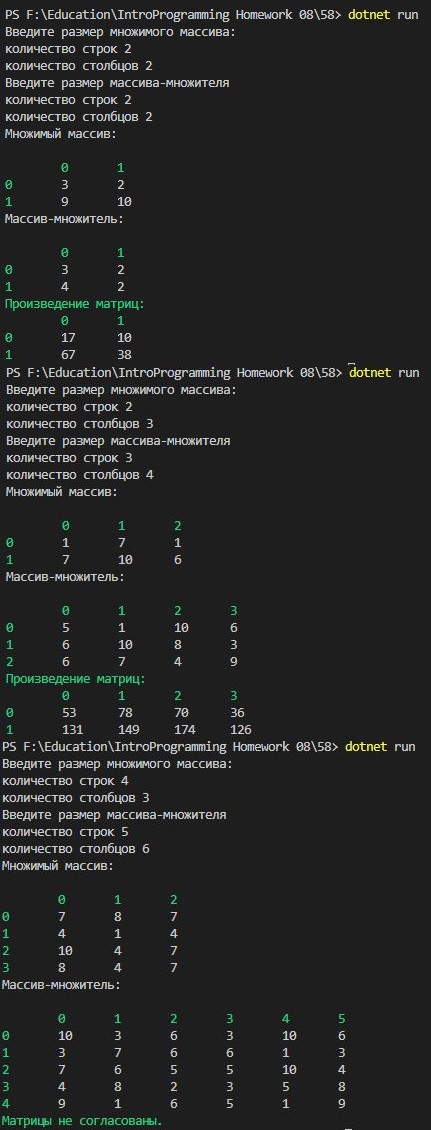 PS F:\Education\IntroProgramming Homework 08\58> dotnet run
Введите размер множимого массива:
количество строк 2
количество столбцов 2
Введите размер массива-множителя
количество строк 2
количество столбцов 2
Множимый массив:
0 1
0 3 2
1 9 10
Массив-множитель:
0 1
0 3 2
1 4 2
Произведение матриц:
0 1
0 17 10
1 67 38
PS F:\Education\IntroProgramming Homework 08\58> dotnet run
Введите размер множимого массива:
количество строк 2
количество столбцов 3
Введите размер массива-множителя
количество строк 3
количество столбцов 4
Множимый массив:
0 1 2
0 1 7 1
1 7 10 6
Массив-множитель:
0 1 2 3
0 5 1 10 6
1 6 10 8 3
2 6 7 4 9
Произведение матриц:
0 1 2 3
0 53 78 70 36
1 131 149 174 126
PS F:\Education\IntroProgramming Homework 08\58> dotnet run
Введите размер множимого массива:
количество строк 4
количество столбцов 3
Введите размер массива-множителя
количество строк 5
количество столбцов 6
Множимый массив:
0 1 2
0 7 8 7
1 4 1 4
2 10 4 7
3 8 4 7
Массив-множитель:
0 1 2 3 4 5
0 10 3 6 3 10 6
1 3 7 6 6 1 3
2 7 6 5 5 10 4
3 4 8 2 3 5 8
4 9 1 6 5 1 9
Матрицы не согласованы.